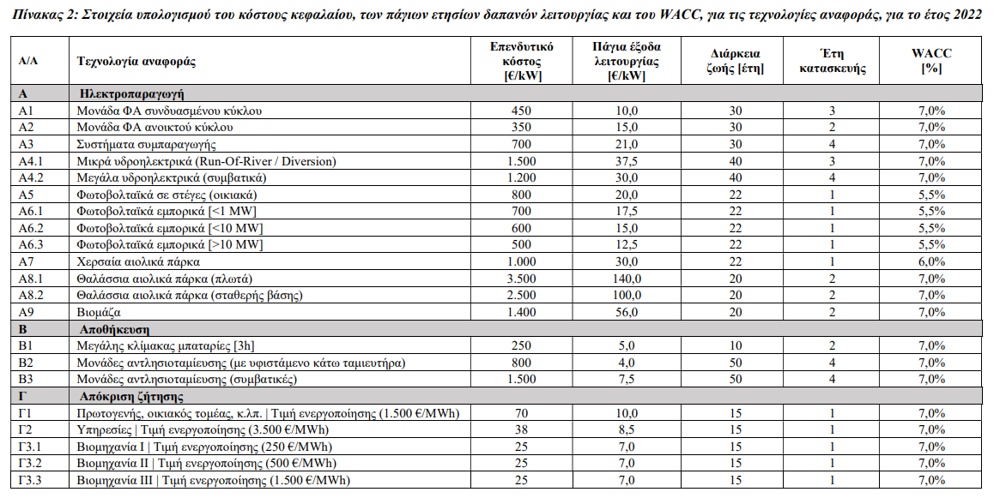 Πίνακας 2: Στοιχεία υπολογισμού του κόστους κεφαλαίου, των πάγιων ετησίων δαπανών λειτουργίας και του WACC, για τις τεχνολογίες αναφοράς, για το έτος 2022
Α/Α Τεχνολογία αναφοράς Επενδυτικό κόστος [€/kW] Πάγια έξοδα λειτουργίας [€/kW] Διάρκεια ζωής [έτη] Έτη κατασκευής WACC [%]
Α Ηλεκτροπαραγωγή
Α1 Μονάδα ΦΑ συνδυασμένου κύκλου 450 10,0 30 3 7,0%
Α2 Μονάδα ΦΑ ανοικτού κύκλου 350 15,0 30 2 7,0%
Α3 Συστήματα συμπαραγωγής 700 21,0 30 4 7,0%
Α4.1 Μικρά υδροηλεκτρικά (Run-Of-River / Diversion) 1.500 37,5 40 3 7,0%
Α4.2 Μεγάλα υδροηλεκτρικά (συμβατικά) 1.200 30,0 40 4 7,0%
Α5 Φωτοβολταϊκά σε στέγες (οικιακά) 800 20,0 22 1 5,5%
Α6.1 Φωτοβολταϊκά εμπορικά [<1 MW] 700 17,5 22 1 5,5%
Α6.2 Φωτοβολταϊκά εμπορικά [<10 MW] 600 15,0 22 1 5,5%
Α6.3 Φωτοβολταϊκά εμπορικά [>10 MW] 500 12,5 22 1 5,5%
Α7 Χερσαία αιολικά πάρκα 1.000 30,0 22 1 6,0%
Α8.1 Θαλάσσια αιολικά πάρκα (πλωτά) 3.500 140,0 20 2 7,0%
Α8.2 Θαλάσσια αιολικά πάρκα (σταθερής βάσης) 2.500 100,0 20 2 7,0%
Α9 Βιομάζα 1.400 56,0 20 2 7,0%
Β Αποθήκευση
Β1 Μεγάλης κλίμακας μπαταρίες [3h] 250 5,0 10 2 7,0%
Β2 Μονάδες αντλησιοταμίευσης (με υφιστάμενο κάτω ταμιευτήρα) 800 4,0 50 4 7,0%
Β3 Μονάδες αντλησιοταμίευσης (συμβατικές) 1.500 7,5 50 4 7,0%
Γ Απόκριση ζήτησης
Γ1 Πρωτογενής, οικιακός τομέας, κ.λπ. | Τιμή ενεργοποίησης (1.500 €/MWh) 70 10,0 15 1 7,0%
Γ2 Υπηρεσίες | Τιμή ενεργοποίησης (3.500 €/MWh) 38 8,5 15 1 7,0%
Γ3.1 Βιομηχανία Ι | Τιμή ενεργοποίησης (250 €/MWh) 25 7,0 15 1 7,0%
Γ3.2 Βιομηχανία ΙΙ | Τιμή ενεργοποίησης (500 €/MWh) 25 7,0 15 1 7,0%
Γ3.3 Βιομηχανία ΙΙΙ | Τιμή ενεργοποίησης (1.500 €/MWh) 25 7,0 15 1 7,0%